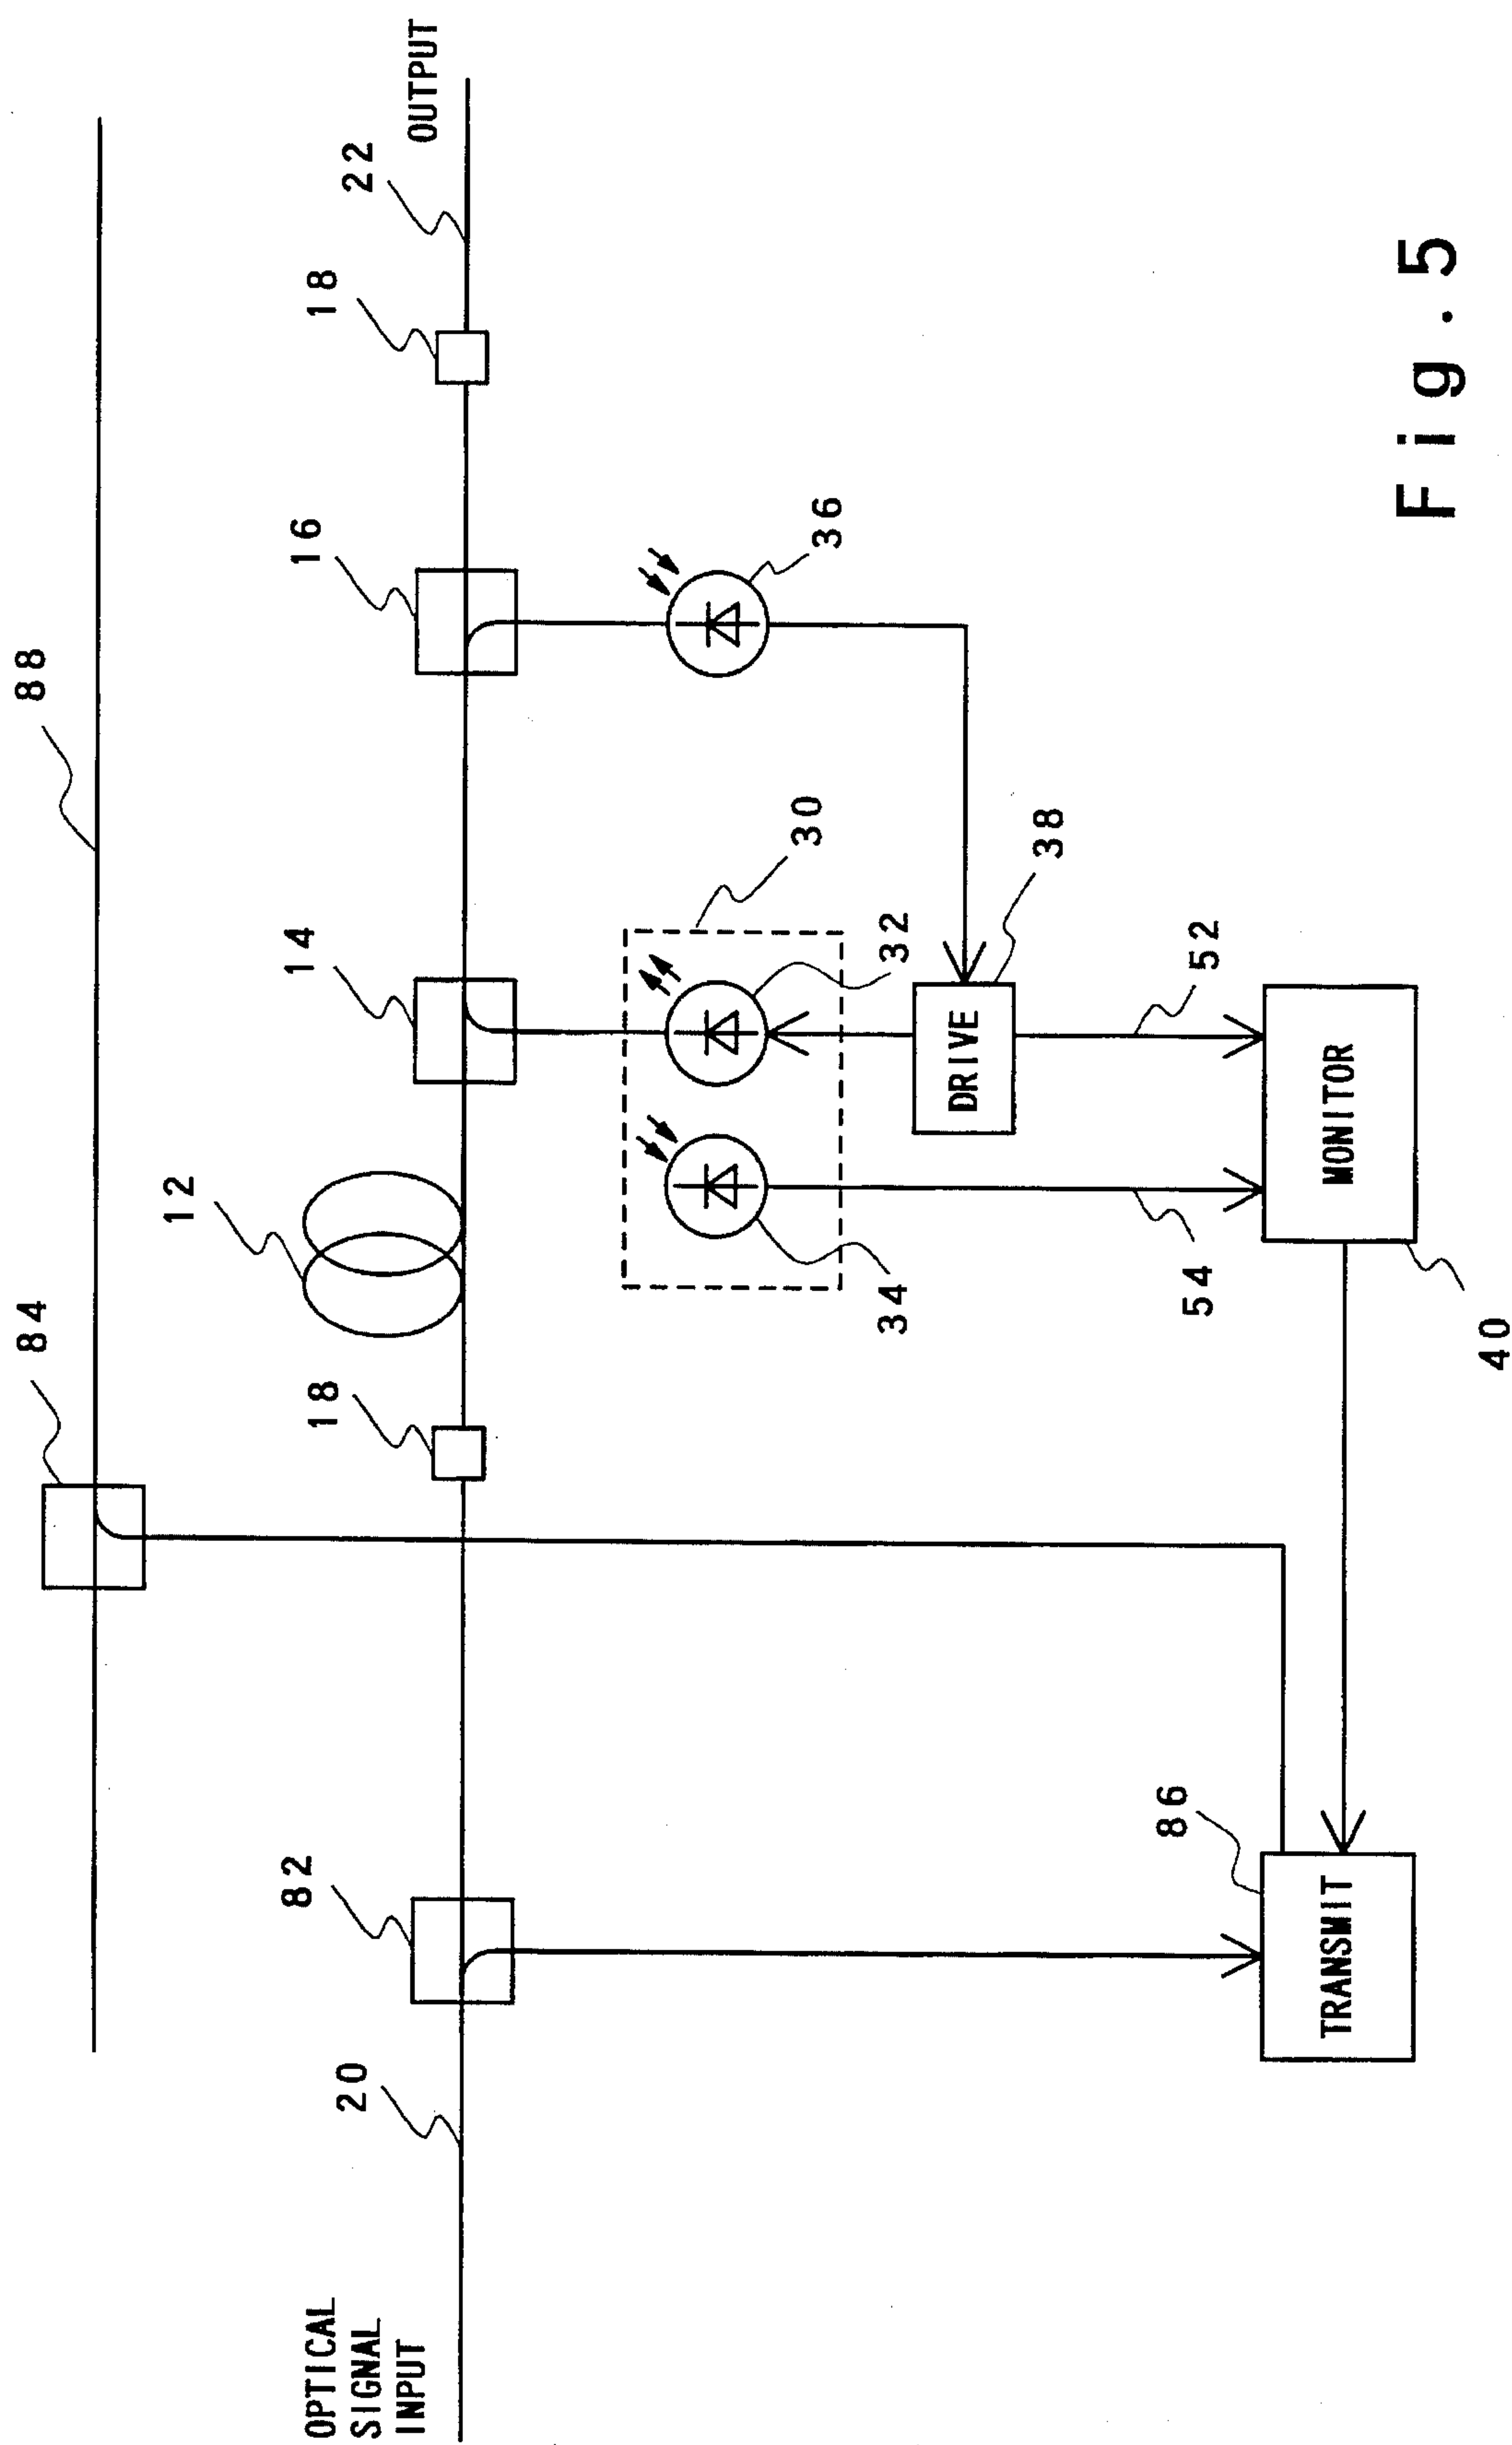 88
84
OUTPUT
22
18
16
14
12
18
82
20
OPTICAL
SIGNAL
INPUT
36
30
32
34
38
DRIVE
52
54
MONITOR
40
86
TRANSMIT
Fig.5